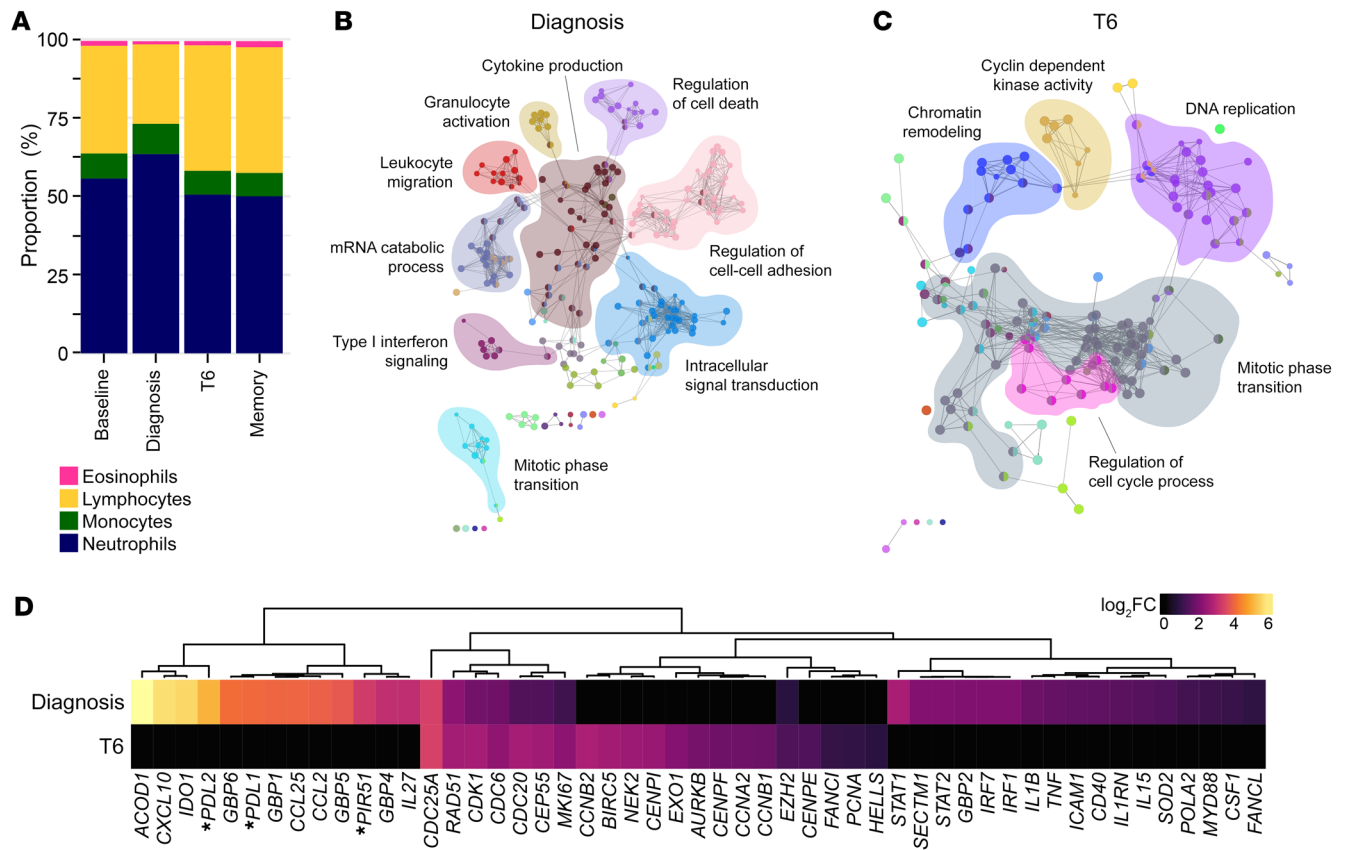 A
Proportion (%)
100
75
50
25
0
Baseline
Diagnosis
T6
Memory
Eosinophils
Lymphocytes
Monocytes
Neutrophils
B
Diagnosis
Cytokine production
Granulocyte
activation
Regulation
of cell death
Leukocyte
migration
mRNA catabolic
process
Regulation of
cell-cell adhesion
Type I interferon
signaling
Intracellular
signal transduction
Mitotic phase
transition
C
T6
Cyclin dependent
kinase activity
Chromatin
remodeling
DNA replication
Mitotic phase
transition
Regulation of
cell cycle process
D
log2FC
0 2 4 6
Diagnosis
T6
ACOD1
CXCL10
IDO1
*PDL2
GBP6
*PDL1
GBP1
CCL25
CCL2
GBP5
*PIR51
GBP4
IL27
CDC25A
RAD51
CDK1
CDC6
CDC20
CEP55
MKI67
CCNB2
BIRC5
NEK2
CENPI
EXO1
AURKB
CENPF
CCNA2
CCNB1
EZH2
CENPE
FANCI
PCNA
HELLS
STAT1
SECTM1
STAT2
GBP2
IRF7
IRF1
IL1B
TNF
ICAM1
CD40
IL1RN
IL15
SOD2
POLA2
MYD88
CSF1
FANCL